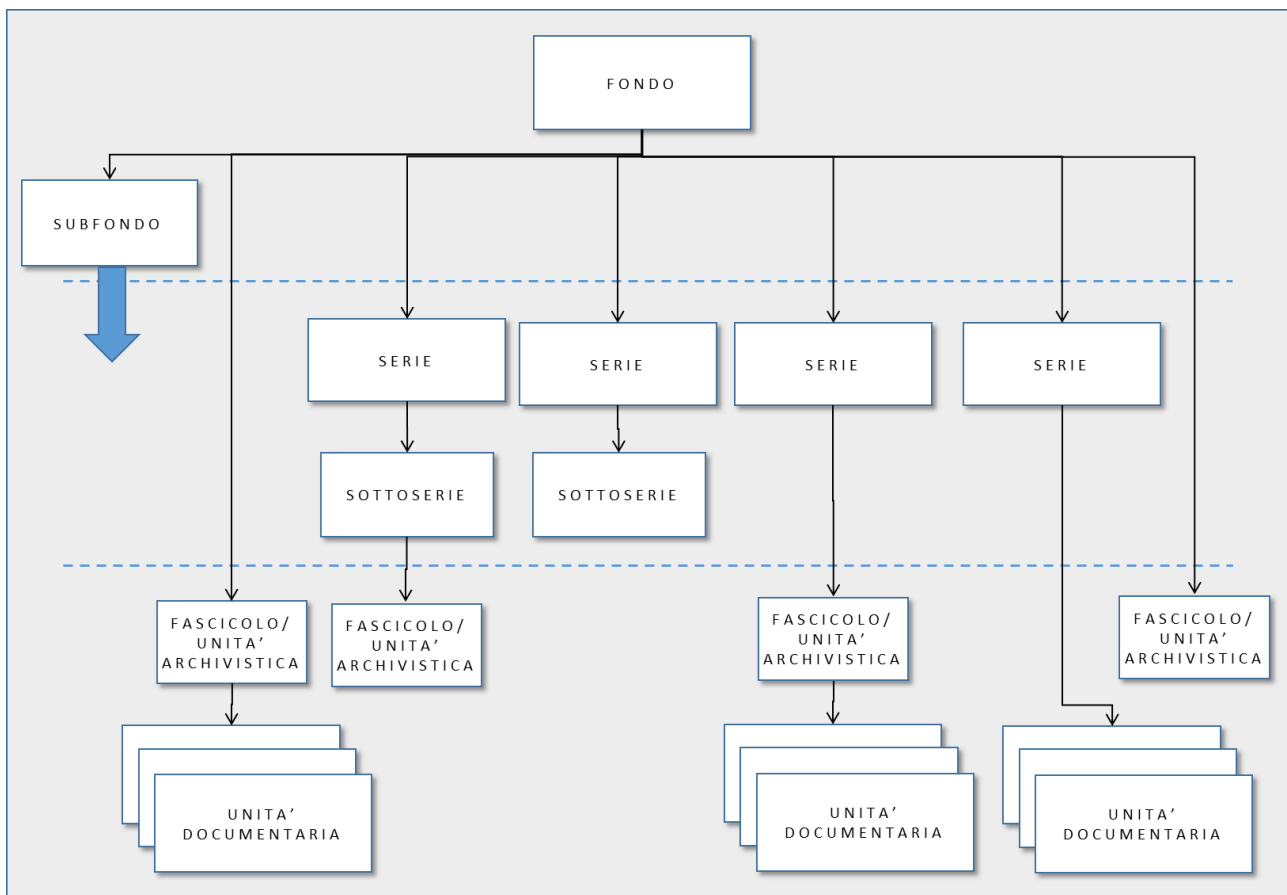 FONDO
SUBFONDO
SERIE
SERIE
SERIE
SERIE
SOTTOSERIE
SOTTOSERIE
FASCICOLO/
UNITA’
ARCHIVISTICA
FASCICOLO/
UNITA’
ARCHIVISTICA
FASCICOLO/
UNITA’
ARCHIVISTICA
FASCICOLO/
UNITA’
ARCHIVISTICA
UNITA’
DOCUMENTARIA
UNITA’
DOCUMENTARIA
UNITA’
DOCUMENTARIA